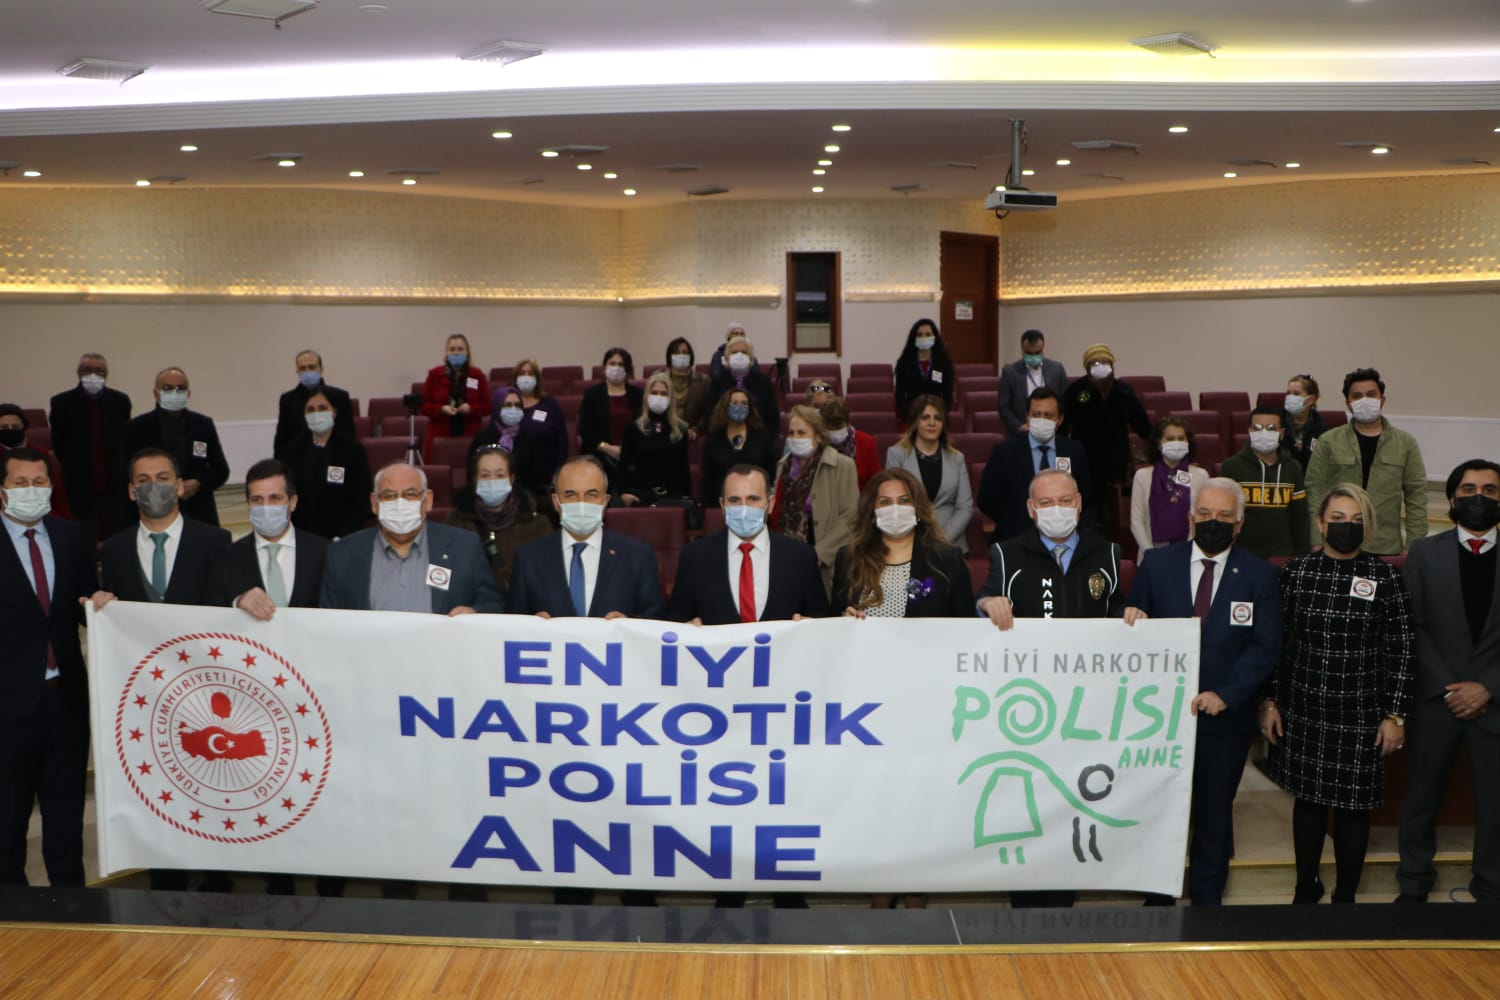 TÜRKİYE CUMHURİYETİ İÇİŞLERİ BAKANLIĞI
EN İYİ
NARKOTİK
POLİSİ
ANNE
EN İYİ NARKOTİK
POLİSİ
ANNE
NARK
BREAK